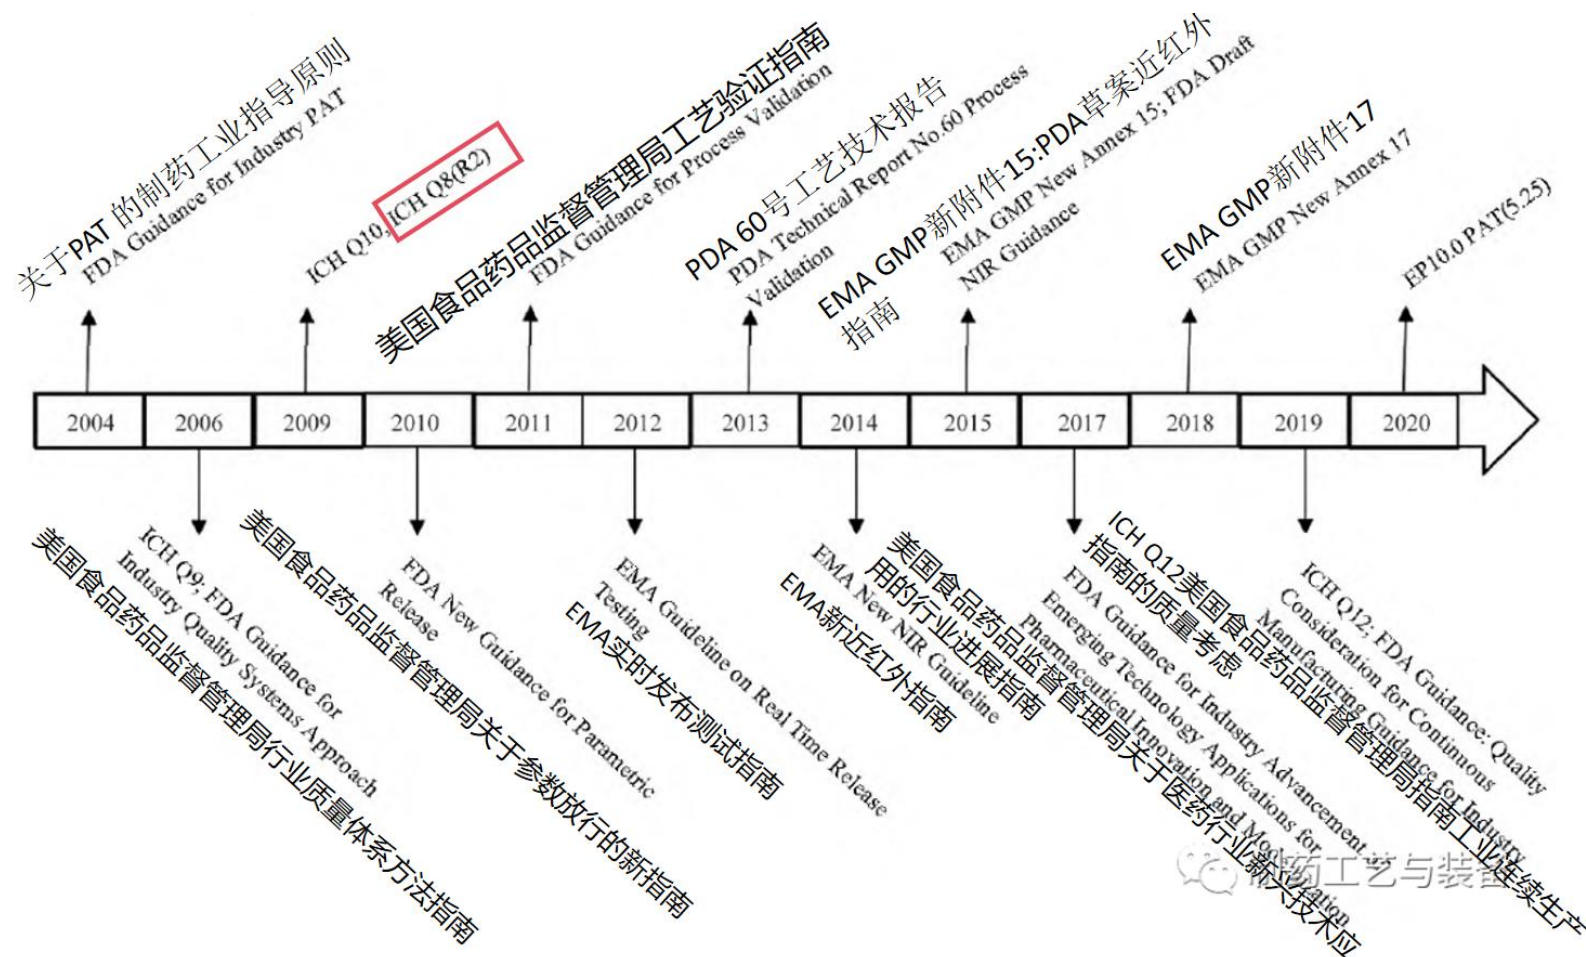 关于PAT 的制药工业指导原则
FDA Guidance for Industry PAT
ICH Q10, ICH Q8(R2)
美国食品药品监督管理局工艺验证指南
FDA Guidance for Process Validation
PDA 60号工艺技术报告
PDA Technical Report No.60 Process
Validation
EMA GMP新附件15:PDA草案近红外
指南
EMA GMP New Annex 15; FDA Draft
NIR Guidance
EMA GMP新附件17
EMA GMP New Annex 17
EP10.0 PAT(5.25)
2004
2006
2009
2010
2011
2012
2013
2014
2015
2017
2018
2019
2020
ICH Q9; FDA Guidance for
Industry Quality Systems Approach
美国食品药品监督管理局行业质量体系方法指南
FDA New Guidance for Parametric
Release
美国食品药品监督管理局关于参数放行的新指南
EMA Guideline on Real Time Release
Testing
EMA实时发布测试指南
EMA New NIR Guideline
EMA新近红外指南
FDA Guidance for Industry Advancement
Emerging Technology Applications for
Pharmaceutical Innovation and
美国食品药品监督管理局关于医药行业新兴技术应
用的行业进展指南
ICH Q12; FDA Guidance: Quality
Consideration for Continuous
Manufacturing Guidance for Industry
ICH Q12美国食品药品监督管理局指南工业连续生产
指南的质量考虑
制药工艺与装备